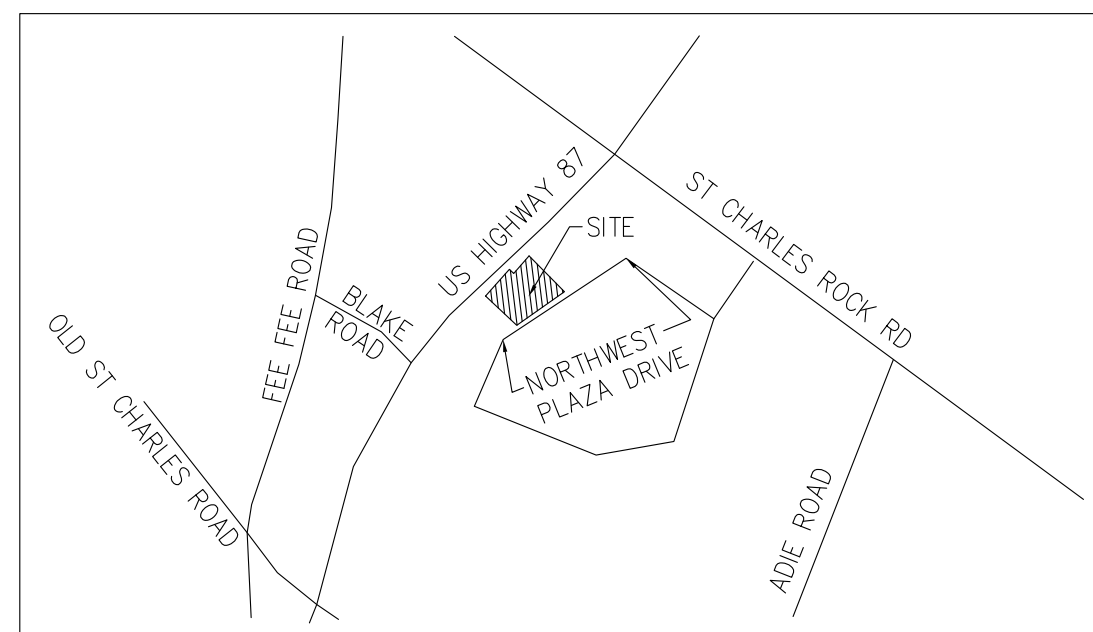 US HIGHWAY 87
ST CHARLES ROCK RD
SITE
FEE FEE ROAD
BLAKE
ROAD
OLD ST CHARLES ROAD
NORTHWEST
PLAZA DRIVE
ADIE ROAD